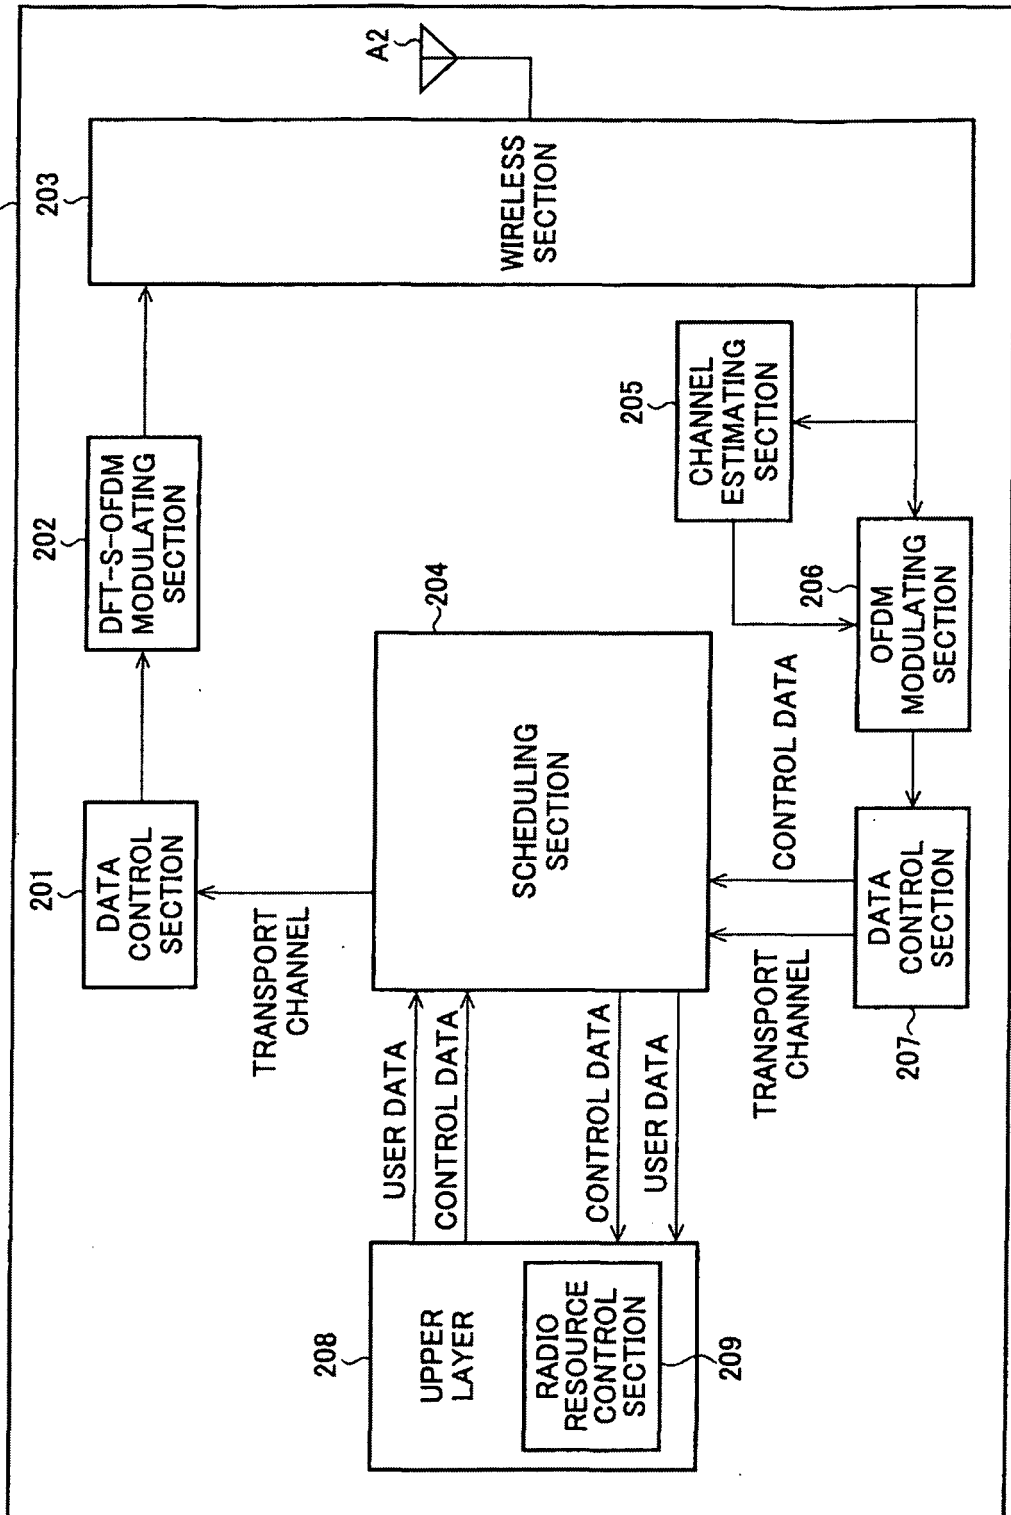 208
UPPER
LAYER
RADIO
RESOURCE
CONTROL
SECTION
209
USER DATA
CONTROL DATA
CONTROL DATA
USER DATA
204
SCHEDULING
SECTION
TRANSPORT
CHANNEL
201
DATA
CONTROL
SECTION
202
DFT-S-OFDM
MODULATING
SECTION
203
WIRELESS
SECTION
A2
205
CHANNEL
ESTIMATING
SECTION
206
OFDM
MODULATING
SECTION
207
DATA
CONTROL
SECTION
CONTROL DATA
TRANSPORT
CHANNEL